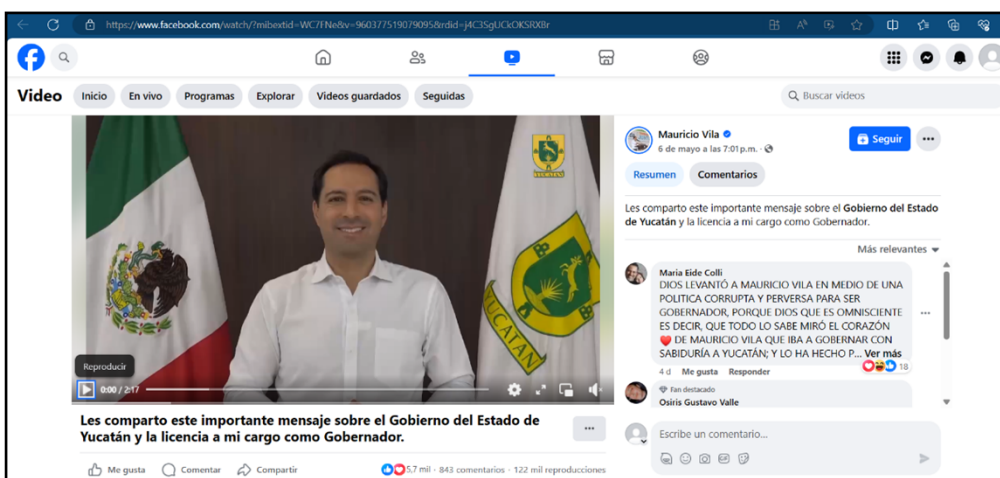 https://www.facebook.com/watch/?mibextid=WC7FNe&v=960377519079095&rdid=j4C3SgUCkOKSRXBr
Video
Inicio
En vivo
Programas
Explorar
Videos guardados
Seguidas
Buscar videos
YUCATÁN
YUCATAN
Reproducir
0:00 / 2:17
Les comparto este importante mensaje sobre el Gobierno del Estado de
Yucatán y la licencia a mi cargo como Gobernador.
Me gusta
Comentar
Compartir
5,7 mil · 843 comentarios · 122 mil reproducciones
Mauricio Vila
6 de mayo a las 7:01 p.m. ·
Seguir
Resumen
Comentarios
Les comparto este importante mensaje sobre el Gobierno del Estado
de Yucatán y la licencia a mi cargo como Gobernador.
Más relevantes
Maria Eide Colli
DIOS LEVANTÓ A MAURICIO VILA EN MEDIO DE UNA
POLITICA CORRUPTA Y PERVERSA PARA SER
GOBERNADOR, PORQUE DIOS QUE ES OMNISCIENTE
ES DECIR, QUE TODO LO SABE MIRÓ EL CORAZÓN
❤️ DE MAURICIO VILA QUE IBA A GOBERNAR CON
SABIDURÍA A YUCATÁN; Y LO HA HECHO P... Ver más
18
4 d Me gusta Responder
Fan destacado
Osiris Gustavo Valle
Escribe un comentario...